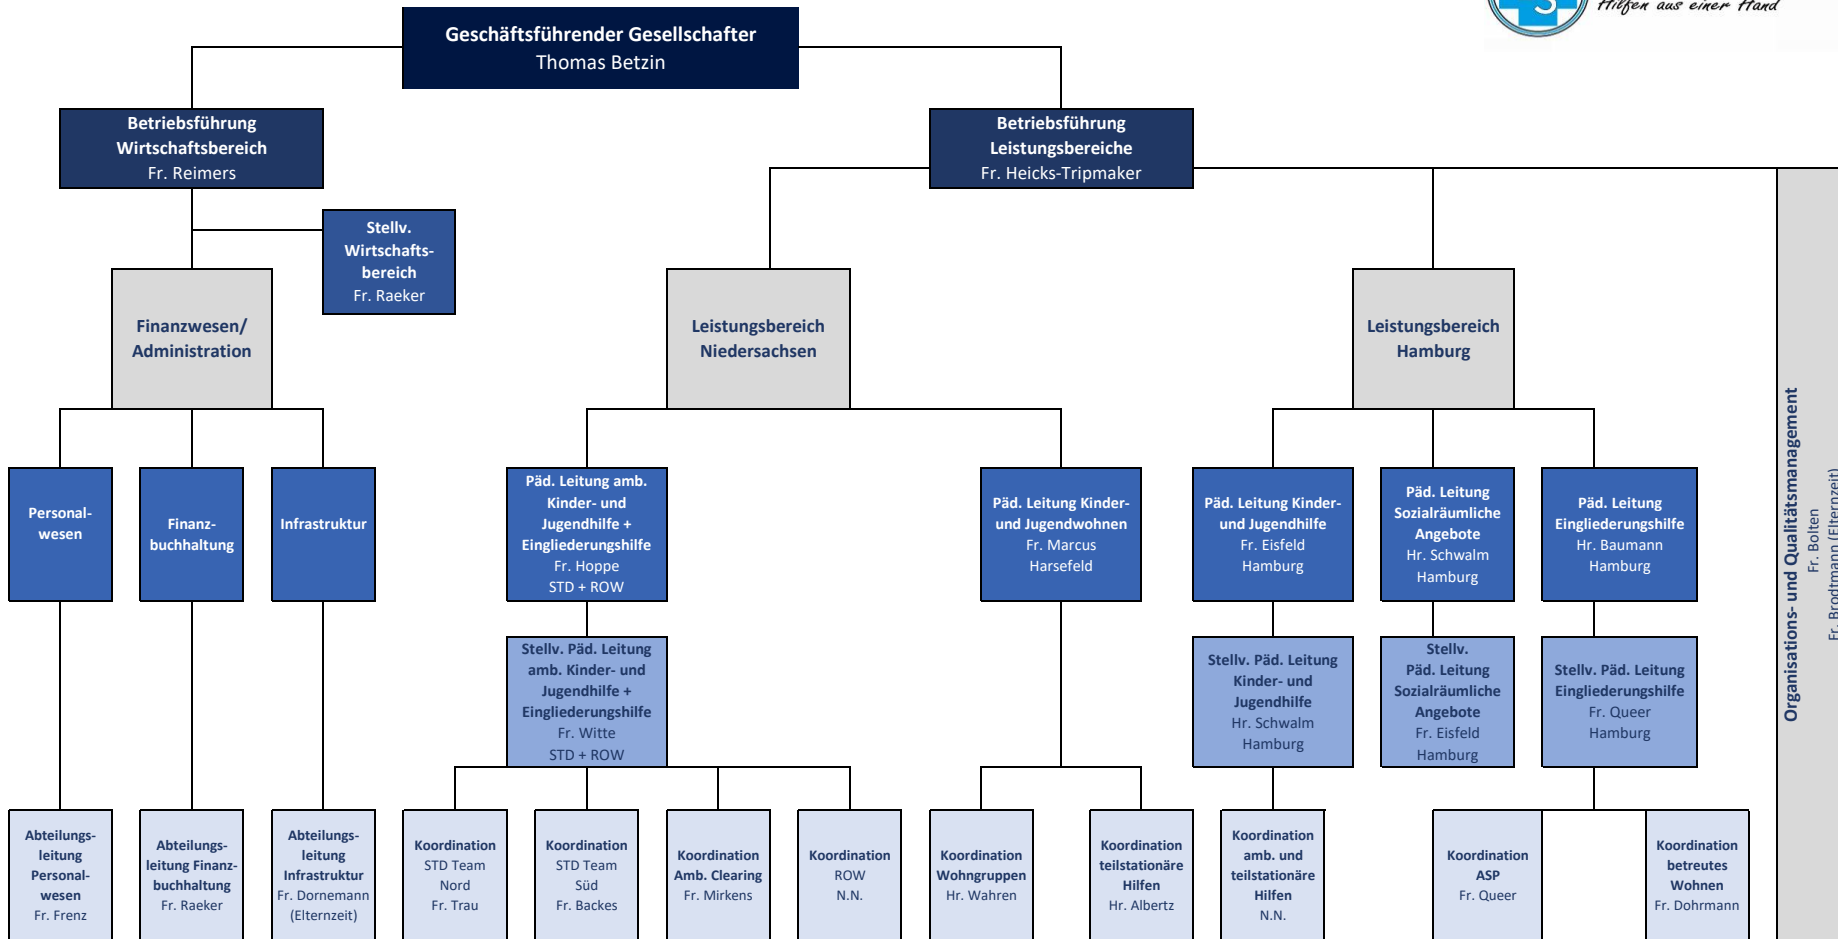 Hilfen aus einer Hand
Geschäftsführender Gesellschafter
Thomas Betzin
Betriebsführung
Wirtschaftsbereich
Fr. Reimers
Betriebsführung
Leistungsbereiche
Fr. Heicks-Tripmaker
Stellv.
Wirtschafts-
bereich
Fr. Raeker
Finanzwesen/
Administration
Leistungsbereich
Niedersachsen
Leistungsbereich
Hamburg
Personal-
wesen
Finanz-
buchhaltung
Infrastruktur
Päd. Leitung amb.
Kinder- und
Jugendhilfe +
Eingliederungshilfe
Fr. Hoppe
STD + ROW
Päd. Leitung Kinder-
und Jugendwohnen
Fr. Marcus
Harsefeld
Päd. Leitung Kinder-
und Jugendhilfe
Fr. Eisfeld
Hamburg
Päd. Leitung
Sozialräumliche
Angebote
Hr. Schwalm
Hamburg
Päd. Leitung
Eingliederungshilfe
Hr. Baumann
Hamburg
Stellv. Päd. Leitung
amb. Kinder- und
Jugendhilfe +
Eingliederungshilfe
Fr. Witte
STD + ROW
Stellv. Päd. Leitung
Kinder- und
Jugendhilfe
Hr. Schwalm
Hamburg
Stellv.
Päd. Leitung
Sozialräumliche
Angebote
Fr. Eisfeld
Hamburg
Stellv. Päd. Leitung
Eingliederungshilfe
Fr. Queer
Hamburg
Abteilungs-
leitung
Personal-
wesen
Fr. Frenz
Abteilungs-
leitung Finanz-
buchhaltung
Fr. Raeker
Abteilungs-
leitung
Infrastruktur
Fr. Dornemann
(Elternzeit)
Koordination
STD Team
Nord
Fr. Trau
Koordination
STD Team
Süd
Fr. Backes
Koordination
Amb. Clearing
Fr. Mirkens
Koordination
ROW
N.N.
Koordination
Wohngruppen
Hr. Wahren
Koordination
teilstationäre
Hilfen
Hr. Albertz
Koordination
amb. und
teilstationäre
Hilfen
N.N.
Koordination
ASP
Fr. Queer
Koordination
betreutes
Wohnen
Fr. Dohrmann
Organisations- und Qualitätsmanagement
Fr. Bolten
Fr. Brodtmann (Elternzeit)